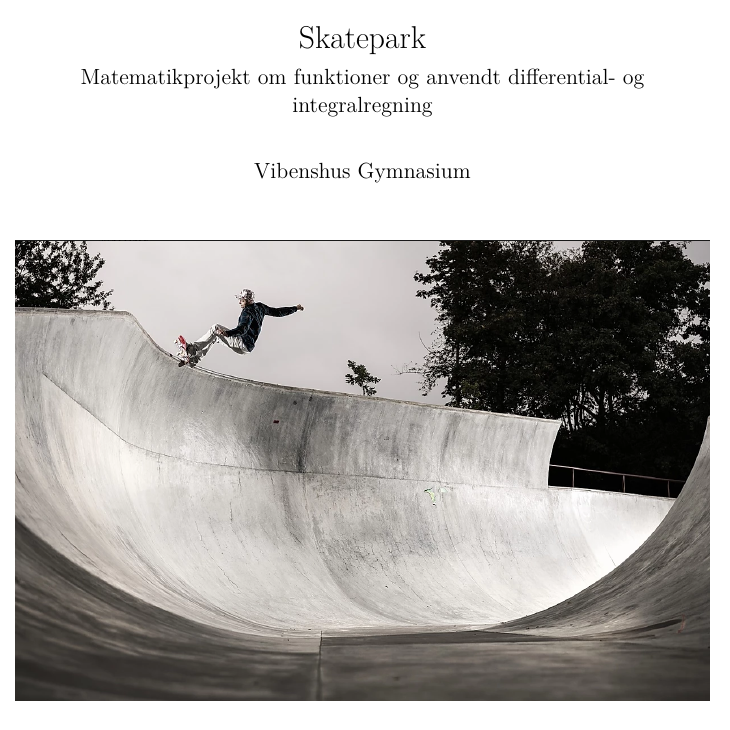 Skatepark
Matematikprojekt om funktioner og anvendt differential- og
integralregning
Vibenshus Gymnasium